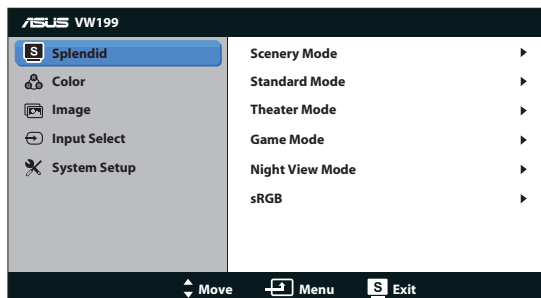 ASUS VW199
S Splendid
Color
Image
Input Select
System Setup
Scenery Mode
Standard Mode
Theater Mode
Game Mode
Night View Mode
sRGB
Move Menu S Exit